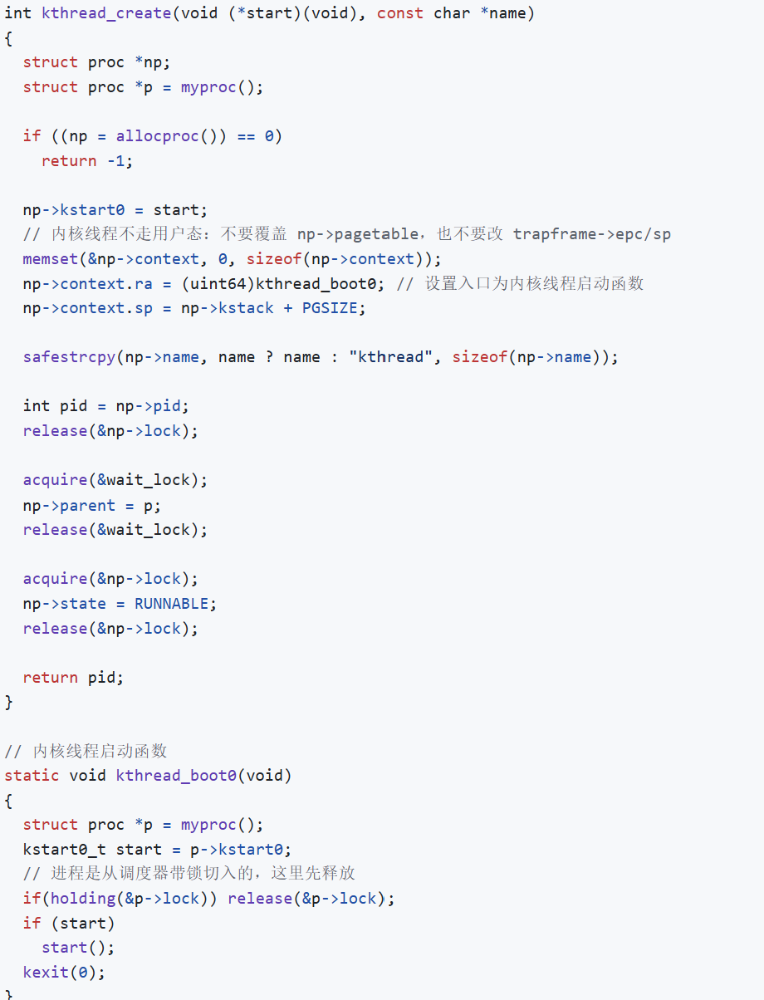 int kthread_create(void (*start)(void), const char *name)
{
  struct proc *np;
  struct proc *p = myproc();

  if ((np = allocproc()) == 0)
    return -1;

  np->kstart0 = start;
  // 内核线程不走用户态：不要覆盖 np->pagetable，也不要改 trapframe->epc/sp
  memset(&np->context, 0, sizeof(np->context));
  np->context.ra = (uint64)kthread_boot0; // 设置入口为内核线程启动函数
  np->context.sp = np->kstack + PGSIZE;

  safestrcpy(np->name, name ? name : "kthread", sizeof(np->name));

  int pid = np->pid;
  release(&np->lock);

  acquire(&wait_lock);
  np->parent = p;
  release(&wait_lock);

  acquire(&np->lock);
  np->state = RUNNABLE;
  release(&np->lock);

  return pid;
}

// 内核线程启动函数
static void kthread_boot0(void)
{
  struct proc *p = myproc();
  kstart0_t start = p->kstart0;
  // 进程是从调度器带锁切入的，这里先释放
  if(holding(&p->lock)) release(&p->lock);
  if (start)
    start();
  kexit(0);
}